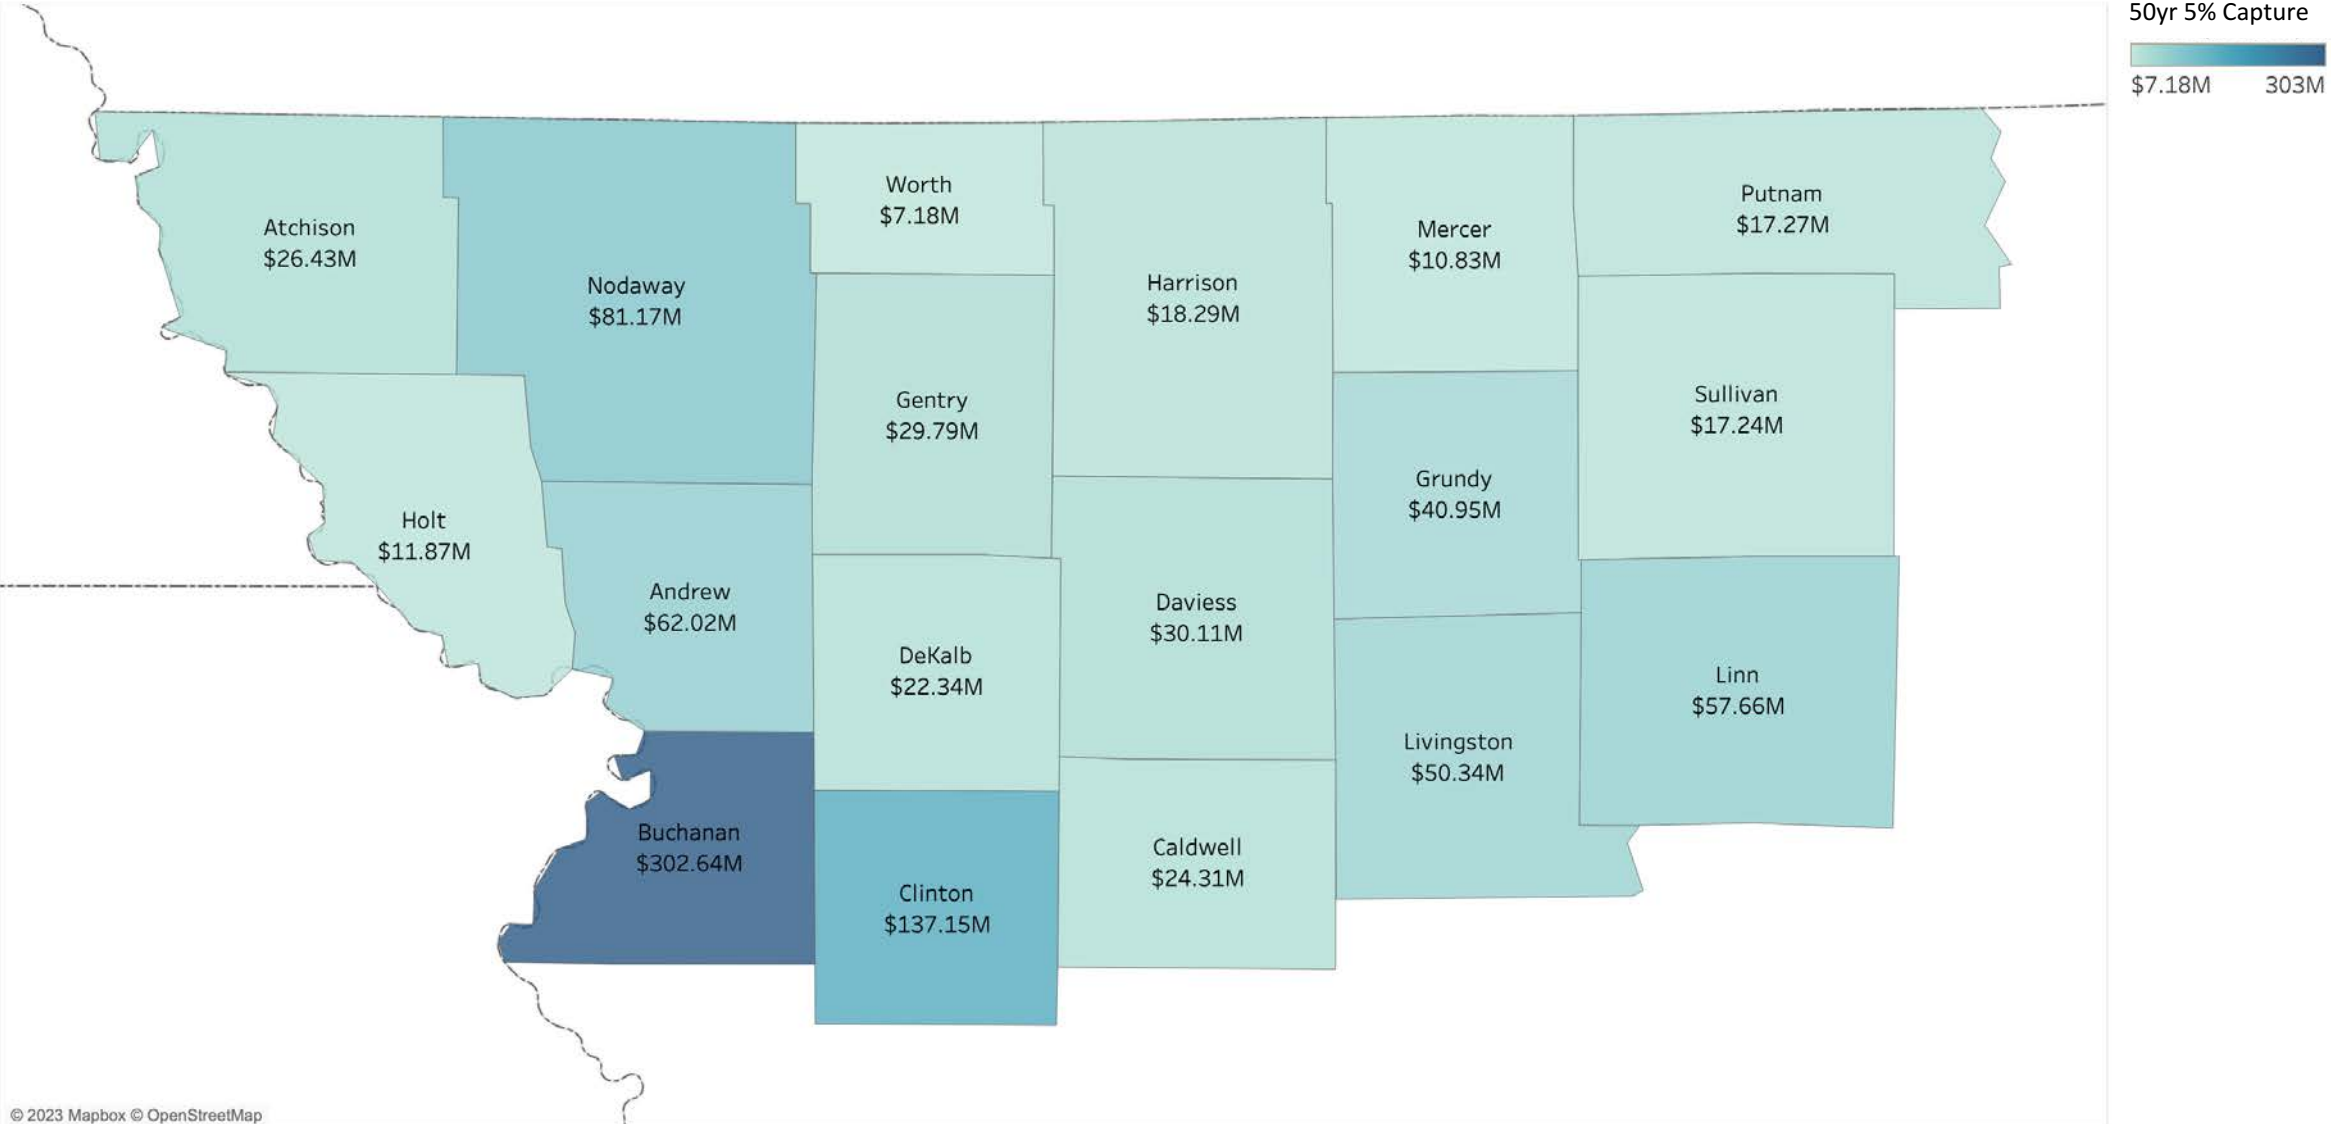 50yr 5% Capture
$7.18M 303M
Worth
$7.18M
Putnam
$17.27M
Atchison
$26.43M
Mercer
$10.83M
Nodaway
$81.17M
Harrison
$18.29M
Gentry
$29.79M
Sullivan
$17.24M
Grundy
$40.95M
Holt
$11.87M
Andrew
$62.02M
Daviess
$30.11M
DeKalb
$22.34M
Linn
$57.66M
Livingston
$50.34M
Buchanan
$302.64M
Caldwell
$24.31M
Clinton
$137.15M
© 2023 Mapbox © OpenStreetMap